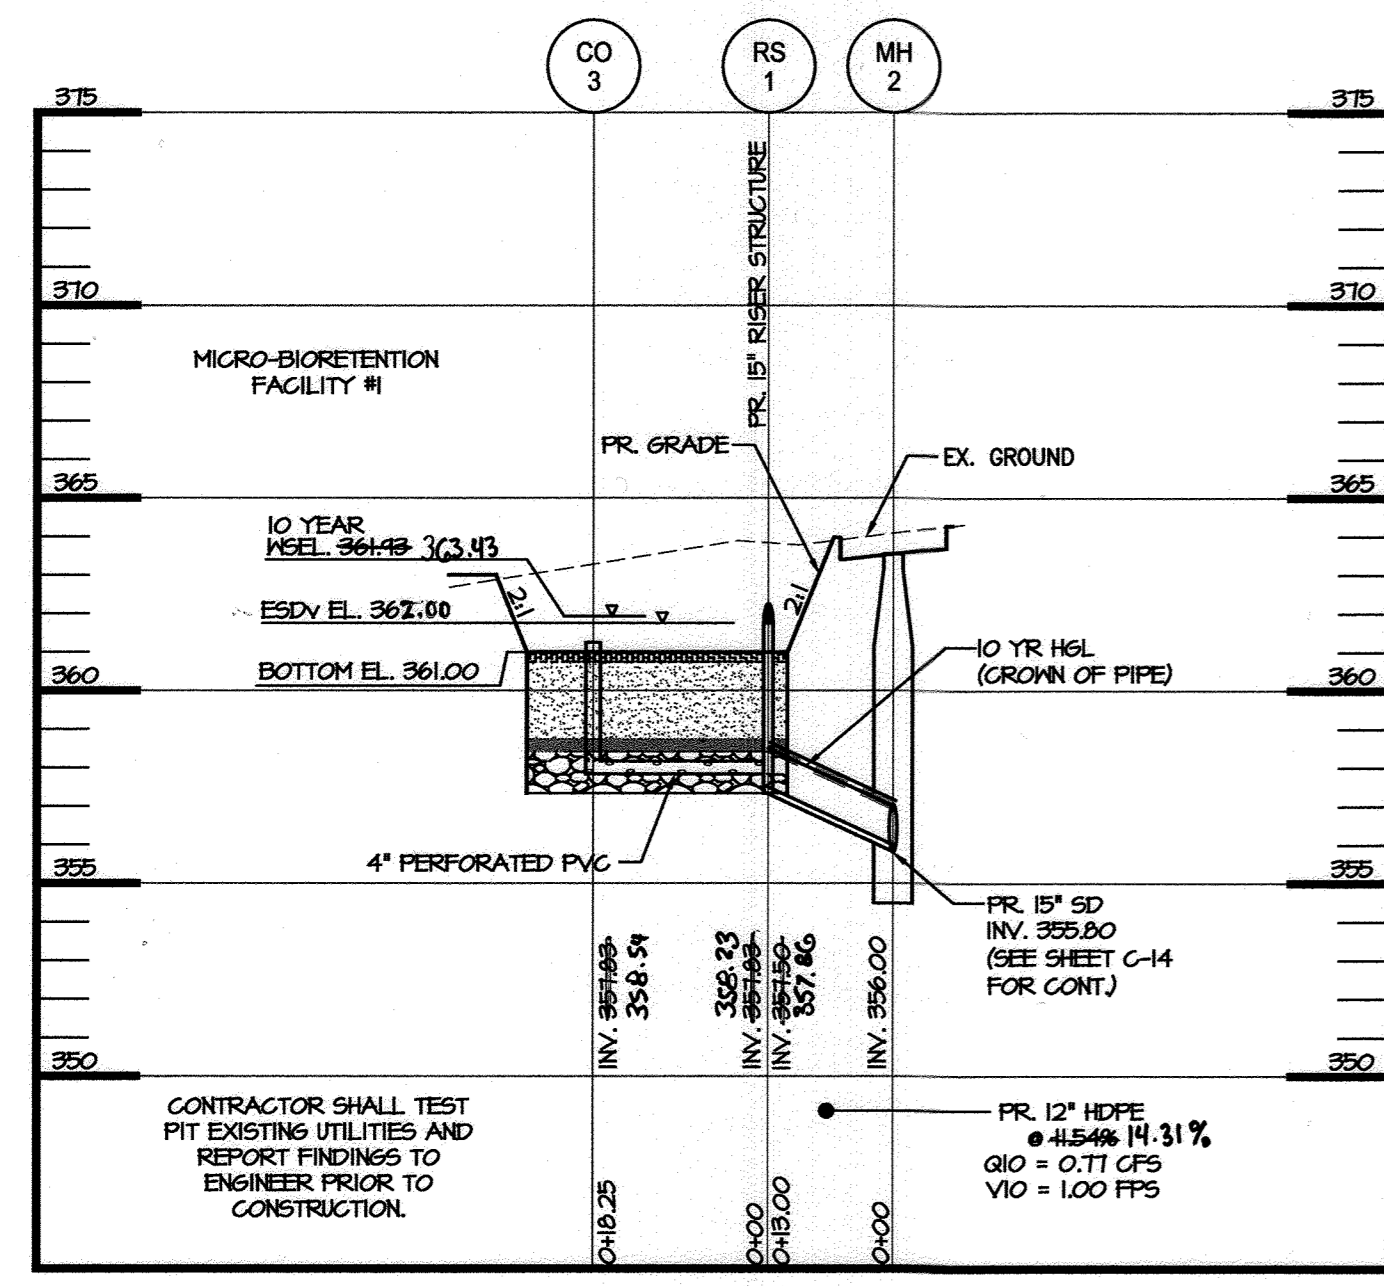 CO
3
RS
1
MH
2
375
375
PR. 15" RISER STRUCTURE
370
370
MICRO-BIORETENTION
FACILITY #1
PR. GRADE
EX. GROUND
365
365
10 YEAR
WSEL. 361.93 363.43
ESDv EL. 362.00
2:1
2:1
BOTTOM EL. 361.00
10 YR HGL
(CROWN OF PIPE)
360
360
4" PERFORATED PVC
355
355
PR. 15" SD
INV. 355.80
(SEE SHEET C-14
FOR CONT.)
INV. 357.83
358.54
358.23
INV. 357.83
INV. 357.50
357.86
INV. 356.00
350
350
CONTRACTOR SHALL TEST
PIT EXISTING UTILITIES AND
REPORT FINDINGS TO
ENGINEER PRIOR TO
CONSTRUCTION.
PR. 12" HDPE
@ 11.54% 14.31%
Q10 = 0.77 CFS
V10 = 1.00 FPS
0+18.25
0+00
0+13.00
0+00